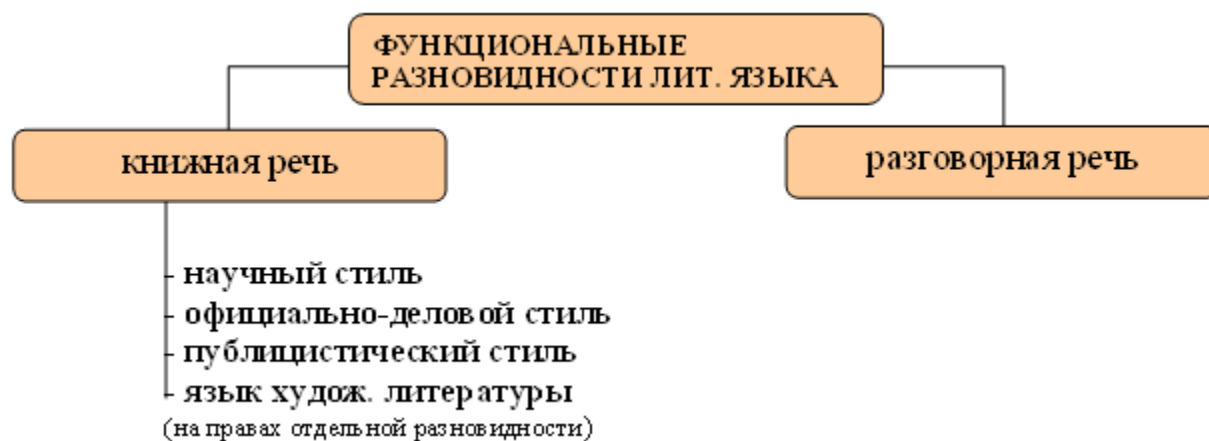 ФУНКЦИОНАЛЬНЫЕ
РАЗНОВИДНОСТИ ЛИТ. ЯЗЫКА
книжная речь
разговорная речь
- научный стиль
- официально-деловой стиль
- публицистический стиль
- язык худож. литературы
(на правах отдельной разновидности)